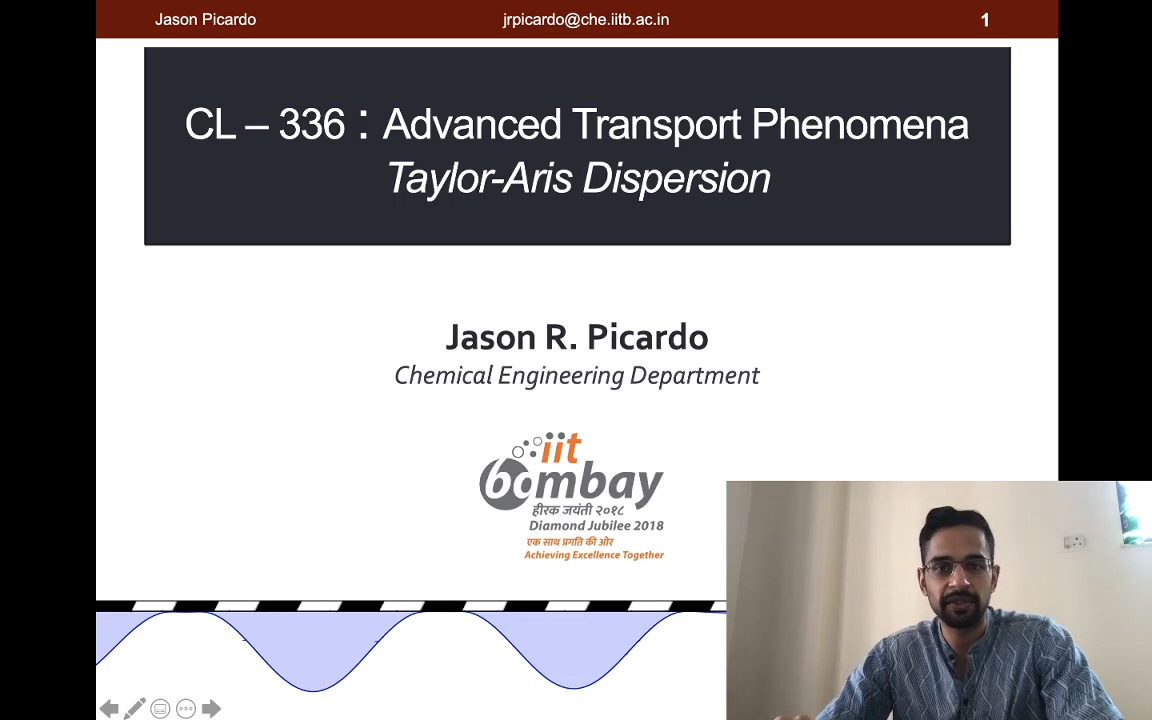 Jason Picardo jrpicardo@che.iitb.ac.in 1
CL – 336 : Advanced Transport Phenomena
Taylor-Aris Dispersion
Jason R. Picardo
Chemical Engineering Department
iit
bombay
हीरक जयंती २०१८
Diamond Jubilee 2018
एक साथ प्रगति की ओर
Achieving Excellence Together